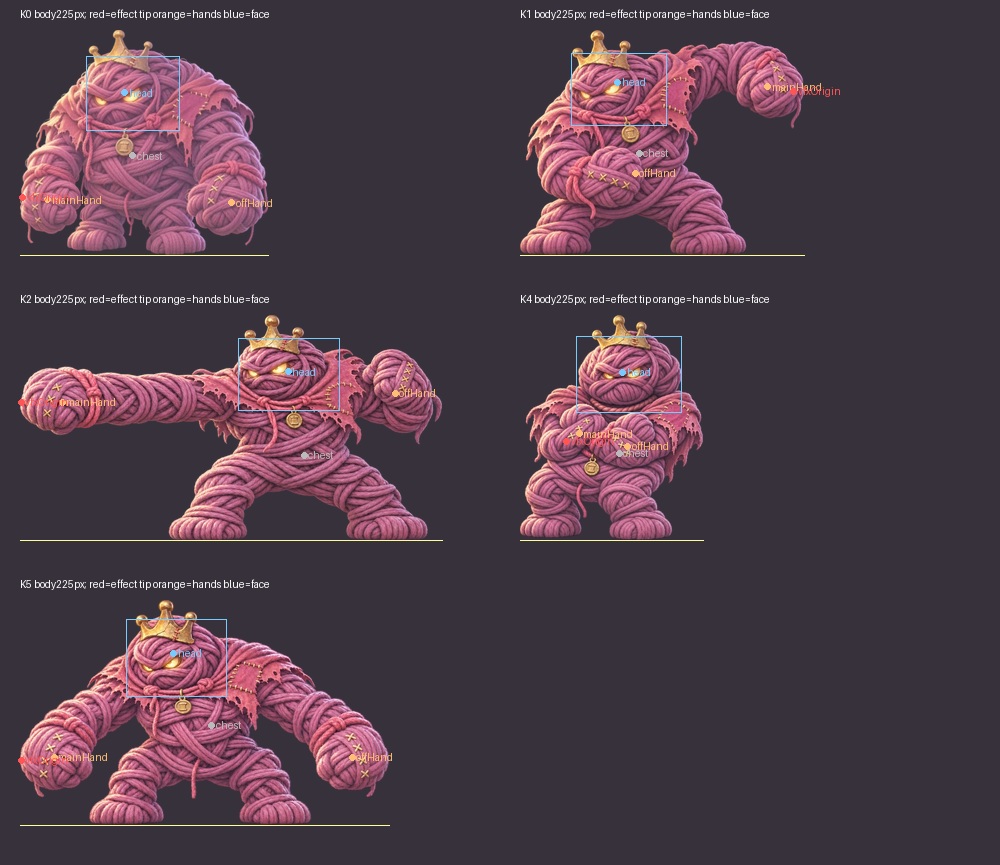 K0 body225px; red=effect tip orange=hands blue=face
head
chest
mainHand
offHand
K1 body225px; red=effect tip orange=hands blue=face
head
mainHand
chest
offHand
K2 body225px; red=effect tip orange=hands blue=face
head
offHand
mainHand
chest
K4 body225px; red=effect tip orange=hands blue=face
head
mainHand
offHand
chest
K5 body225px; red=effect tip orange=hands blue=face
head
chest
mainHand
offHand